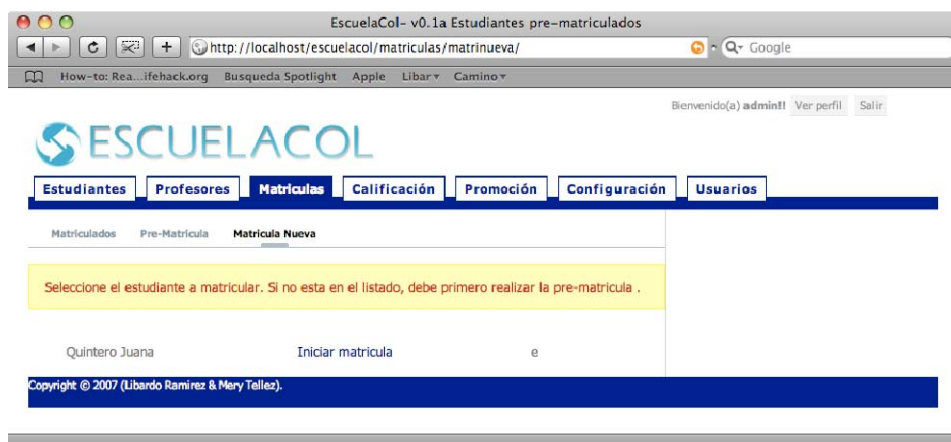 EscuelaCol- v0.1a Estudiantes pre-matriculados
http://localhost/escuelacol/matriculas/matrinueva/
Google
How-to: Rea...ifehack.org Busqueda Spotlight Apple Libar Camino
Bienvenido(a) admin!! Ver perfil Salir
ESCUELACOL
Estudiantes Profesores Matriculas Calificación Promoción Configuración Usuarios
Matriculados Pre-Matricula Matricula Nueva
Seleccione el estudiante a matricular. Si no esta en el listado, debe primero realizar la pre-matricula .
Quintero Juana Iniciar matricula e
Copyright © 2007 (Libardo Ramirez & Mery Tellez).